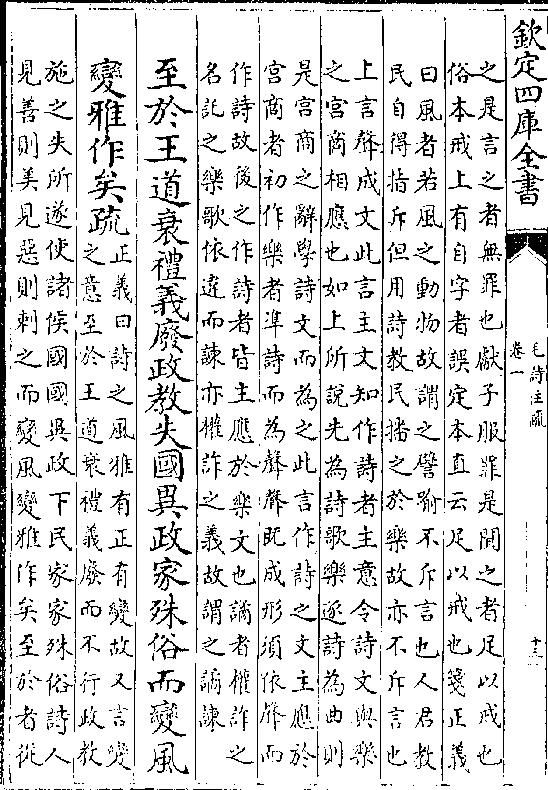 欽定四庫全書
毛詩注疏
卷一
十三
之是言之者無罪也獻子服罪是聞之者足以戒也
俗本戒上有自字者誤定本直云足以戒也箋正義
曰風者若風之動物故謂之譬喻不斥言也人君教
民自得指斥但用詩教民播之於樂故亦不斥言也
上言聲成文此言主文知作詩者主意令詩文與樂
之宫商相應也如上所說先為詩歌樂逐詩為曲則
是宫商之辭學詩文而為之此言作詩之文主應於
宫商者初作樂者準詩而為聲聲既成形須依聲而
作詩故後之作詩者皆主應於樂文也譎者權詐之
名託之樂歌依違而諫亦權詐之義故謂之譎諫
至於王道衰禮義廢政教失國異政家殊俗而變風
變雅作矣疏
正義曰詩之風雅有正有變故又言變
之意至於王道衰禮義廢而不行政教
施之失所遂使諸侯國國異政下民家家殊俗詩人
見善則美見惡則刺之而變風變雅作矣至於者從